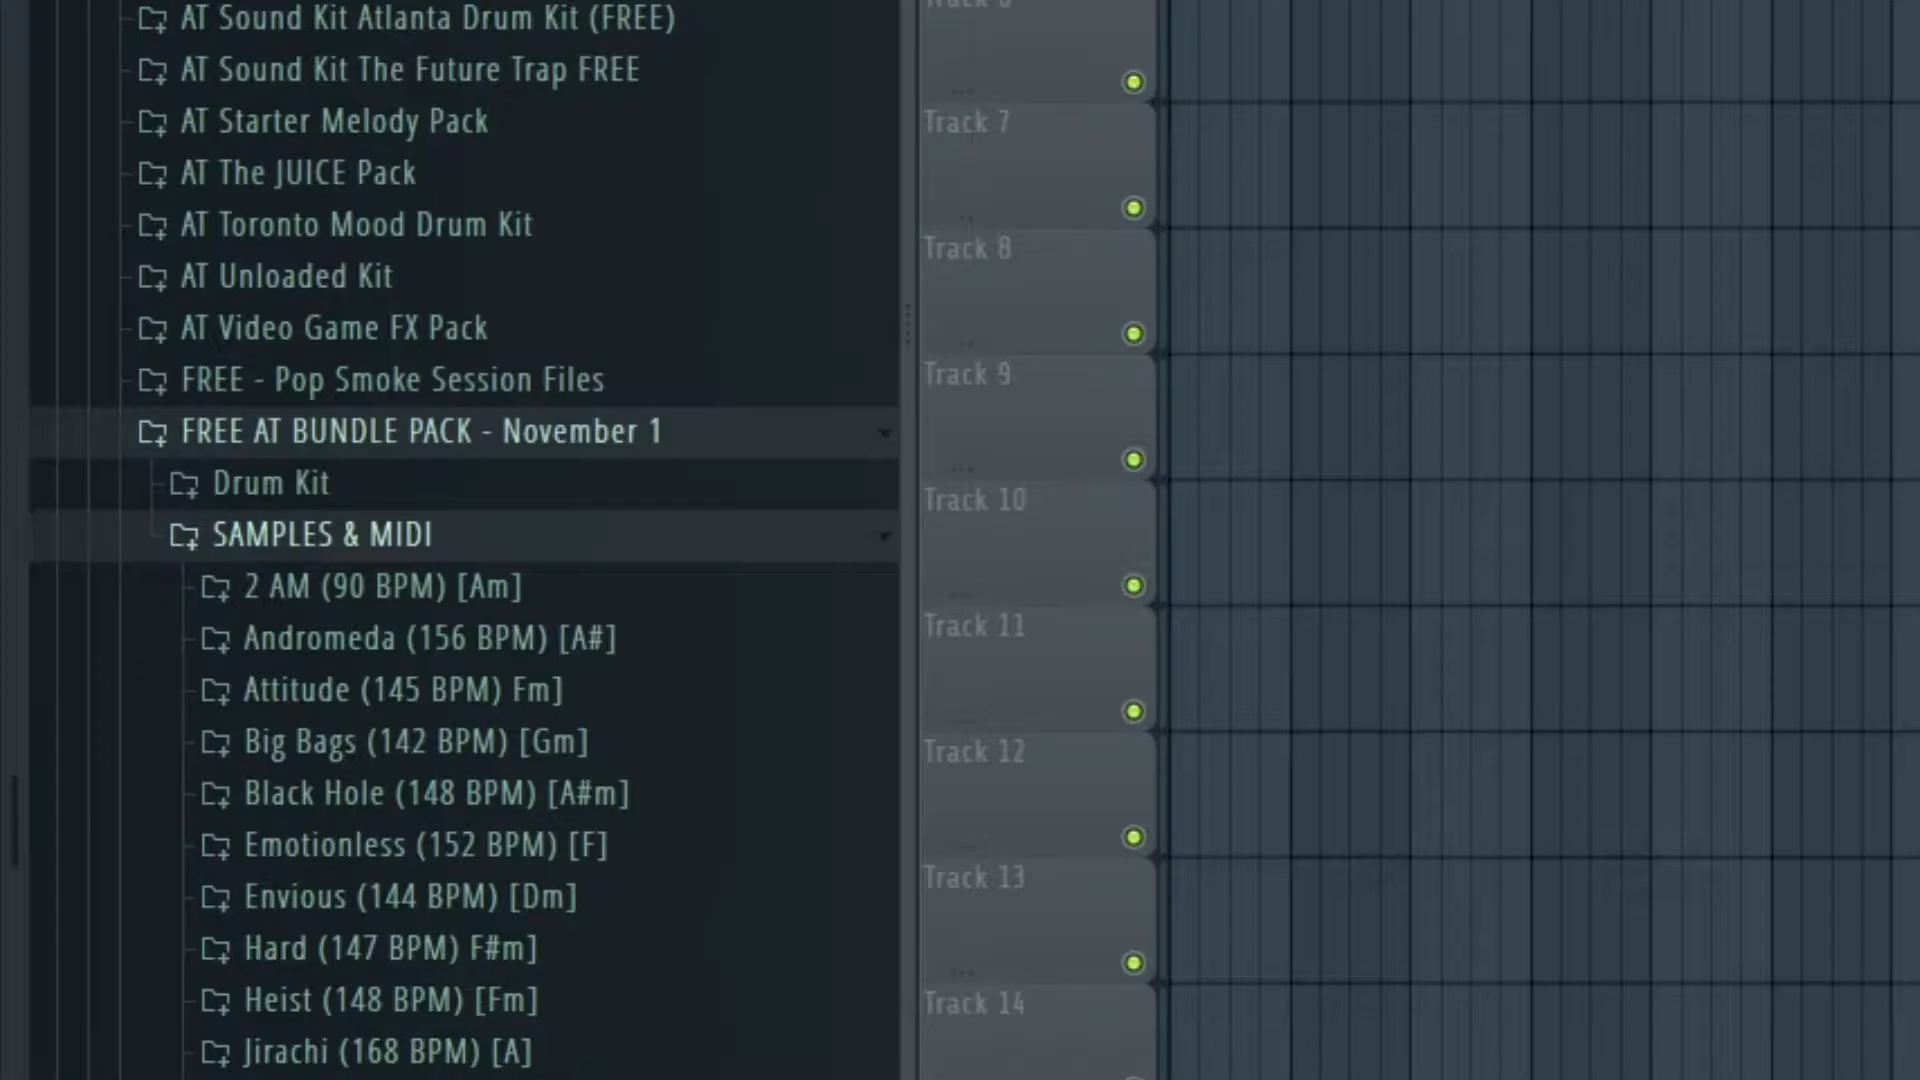 AT Sound Kit Atlanta Drum Kit (FREE)
AT Sound Kit The Future Trap FREE
AT Starter Melody Pack
AT The JUICE Pack
AT Toronto Mood Drum Kit
AT Unloaded Kit
AT Video Game FX Pack
FREE - Pop Smoke Session Files
FREE AT BUNDLE PACK - November 1
Drum Kit
SAMPLES & MIDI
2 AM (90 BPM) [Am]
Andromeda (156 BPM) [A#]
Attitude (145 BPM) Fm]
Big Bags (142 BPM) [Gm]
Black Hole (148 BPM) [A#m]
Emotionless (152 BPM) [F]
Envious (144 BPM) [Dm]
Hard (147 BPM) F#m]
Heist (148 BPM) [Fm]
Jirachi (168 BPM) [A]
Track 7
Track 8
Track 9
Track 10
Track 11
Track 12
Track 13
Track 14